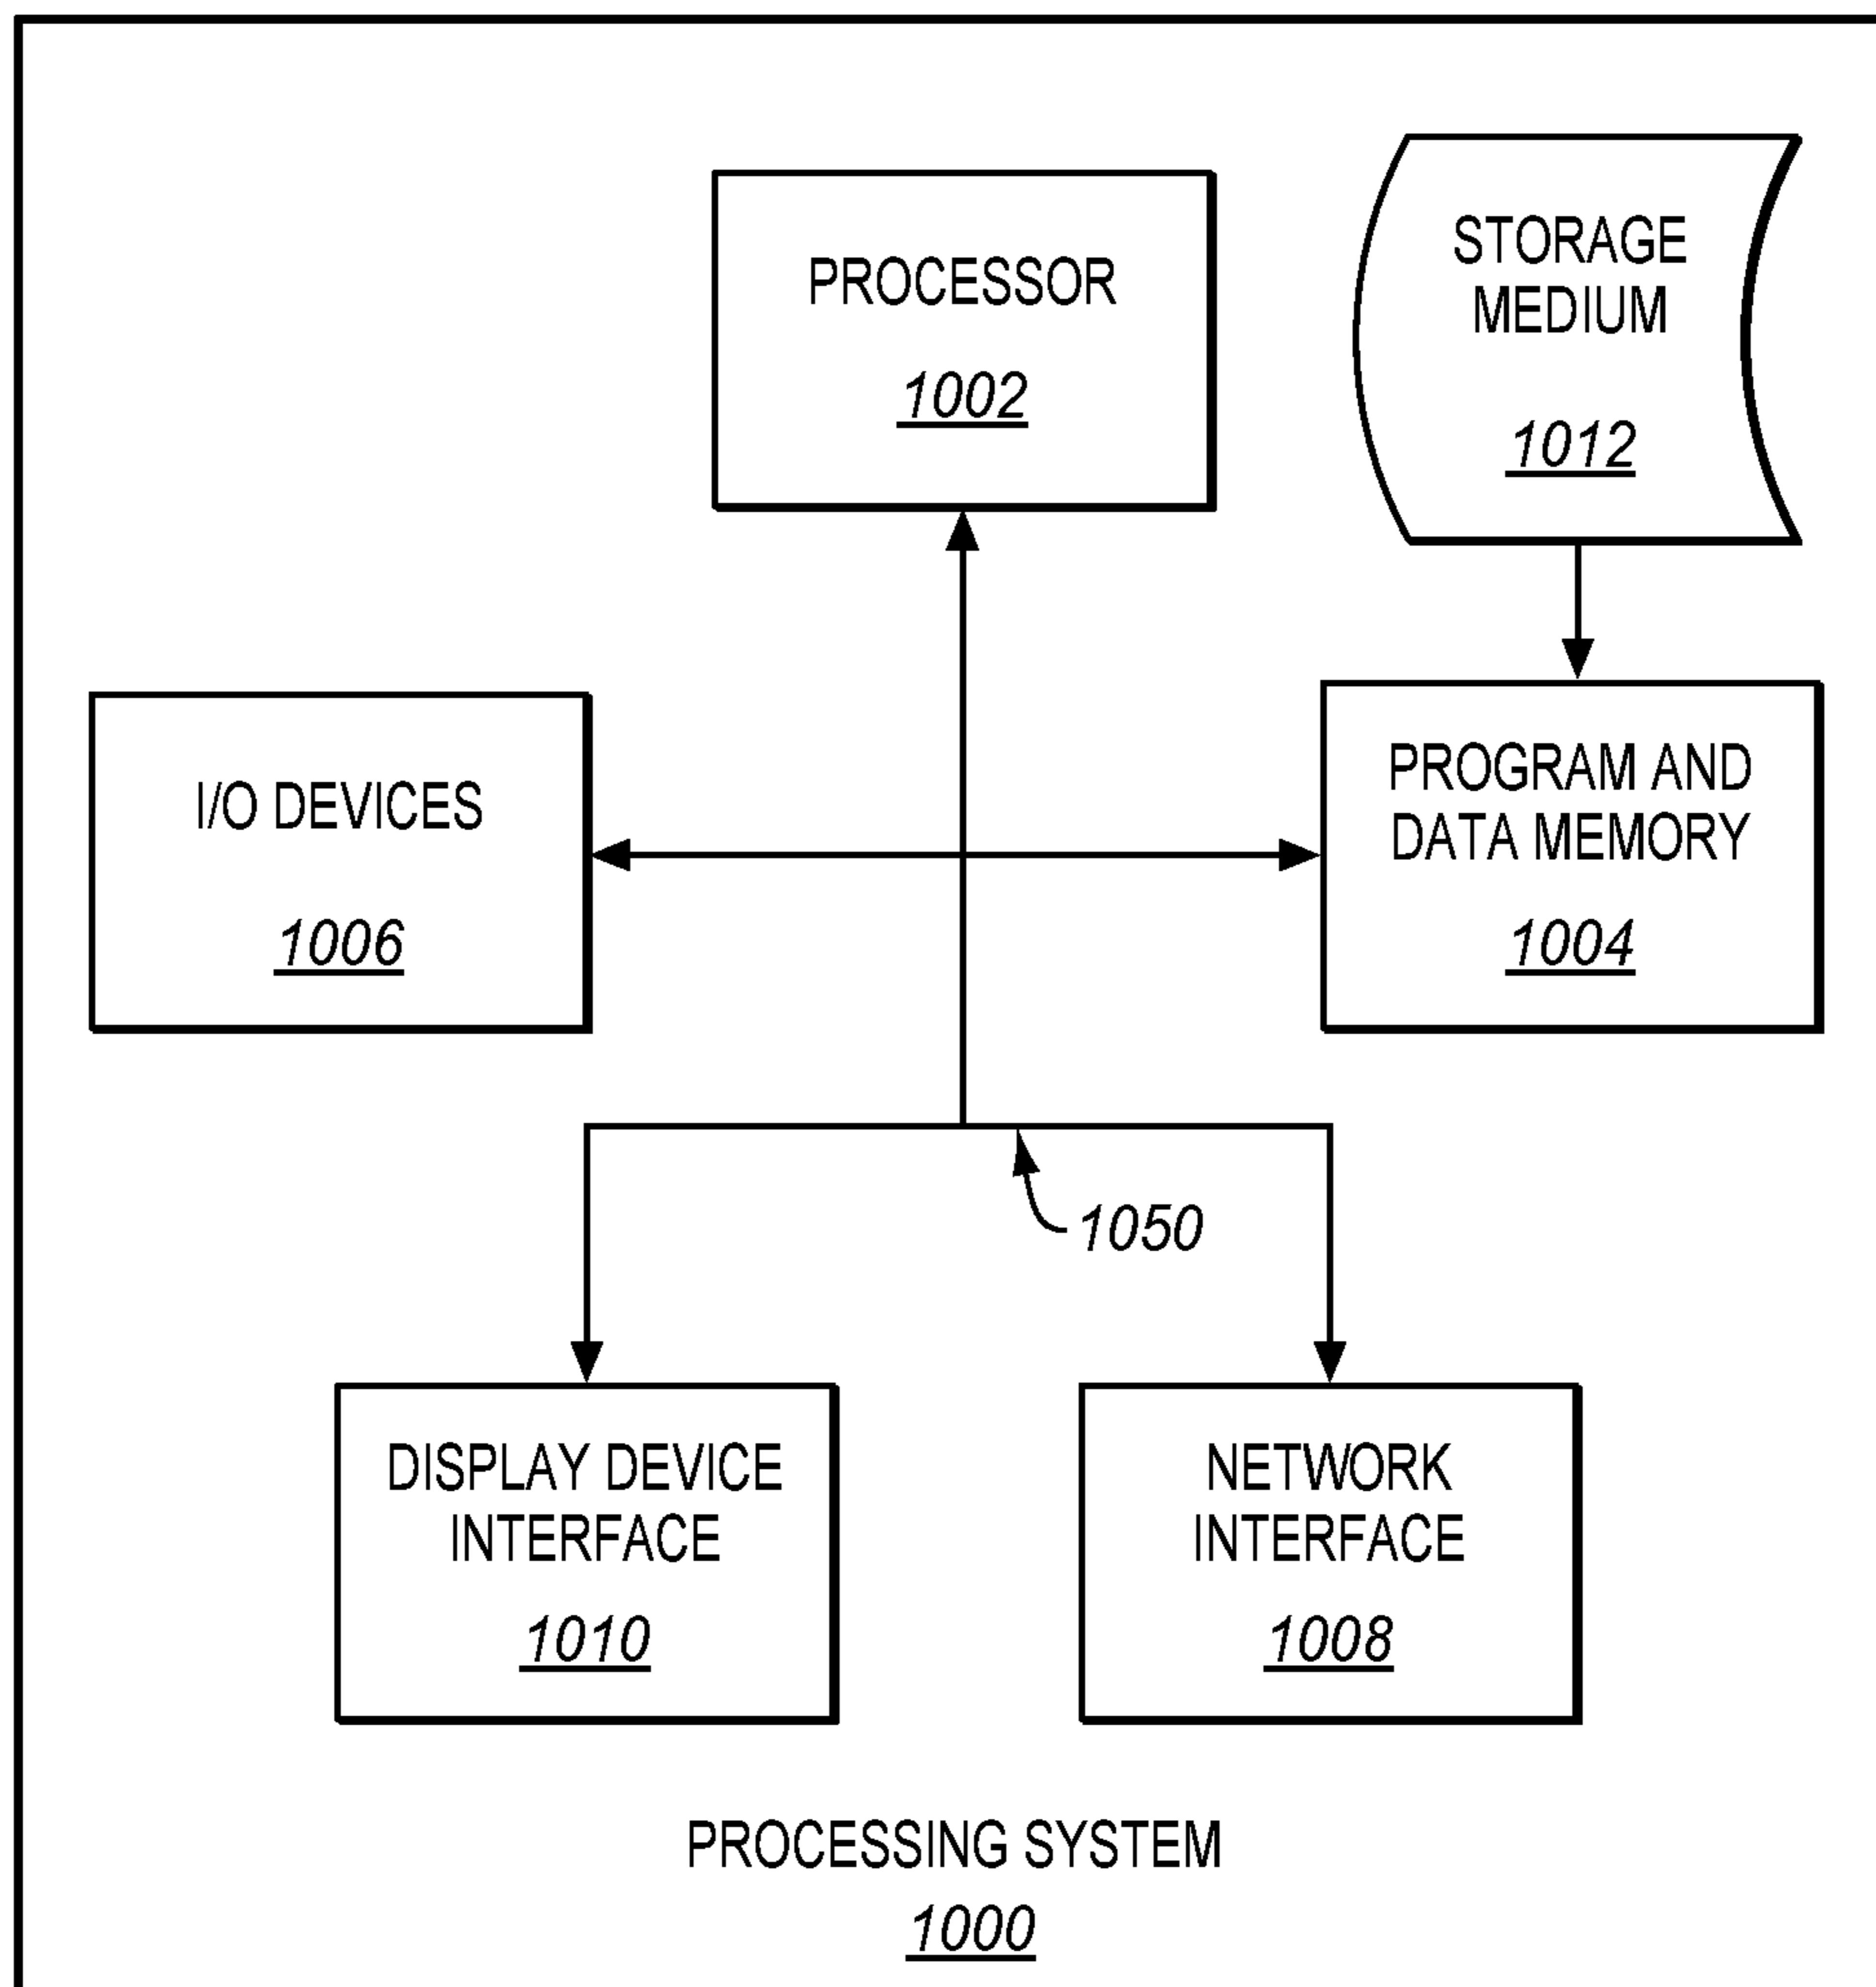 PROCESSOR
1002
STORAGE
MEDIUM
1012
I/O DEVICES
1006
PROGRAM AND
DATA MEMORY
1004
1050
DISPLAY DEVICE
INTERFACE
1010
NETWORK
INTERFACE
1008
PROCESSING SYSTEM
1000